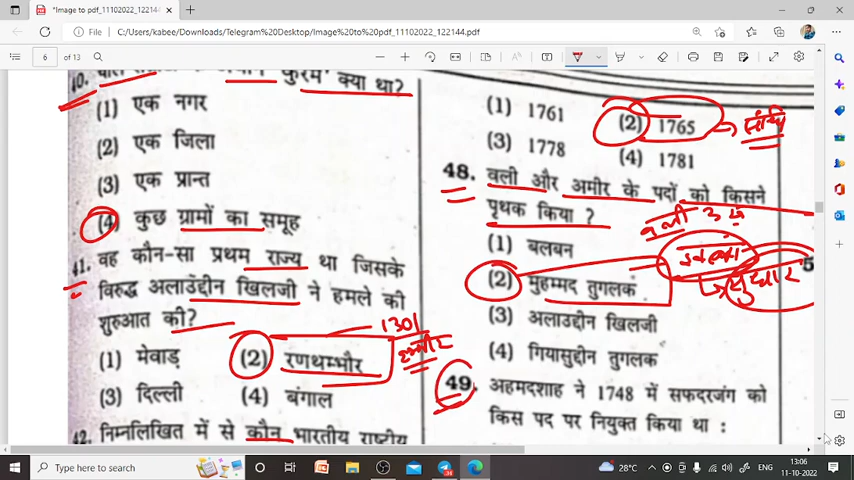 *Image to pdf_11102022_122144.p
File
C:/Users/kabee/Downloads/Telegram%20Desktop/Image%20to%20pdf_11102022_122144.pdf
6
of 13
क्या था?
(1) एक नगर
(2) एक जिला
(3) एक प्रान्त
(4) कुछ ग्रामों का समूह
41. वह कौन-सा प्रथम राज्य था जिसके
विरुद्ध अलाउद्दीन खिलजी ने हमले की
शुरुआत की?
1301
(1) मेवाड़ (2) रणथम्भौर
(3) दिल्ली (4) बंगाल
42. निम्नलिखित में से कौन भारतीय राष्ट्रीय
(1) 1761 (2) 1765
(3) 1778 (4) 1781
48. वली और अमीर के पदों को किसने
पृथक किया ?
(1) बलबन
(2) मुहम्मद तुगलक
सुधार
(3) अलाउद्दीन खिलजी
(4) गियासुद्दीन तुगलक
49. अहमदशाह ने 1748 में सफदरजंग को
किस पद पर नियुक्त किया था :
5
Type here to search
28°C
ENG
13:06
11-10-2022